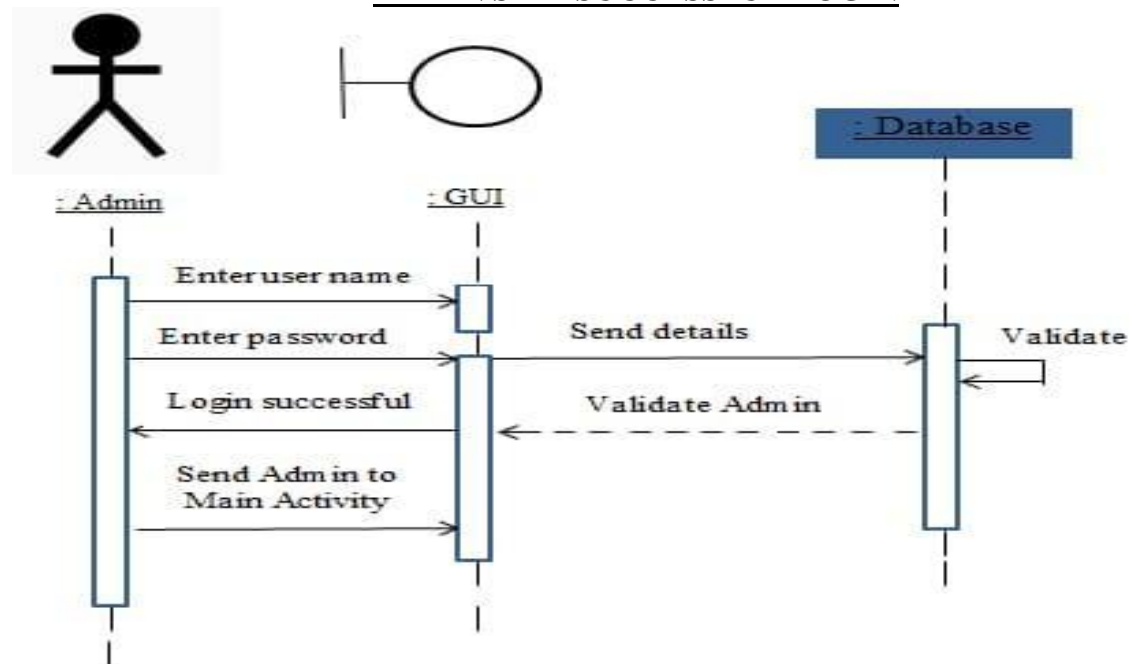 : Database
: Admin
: GUI
Enter user name
Enter password
Send details
Validate
Login successful
Validate Admin
Send Admin to
Main Activity